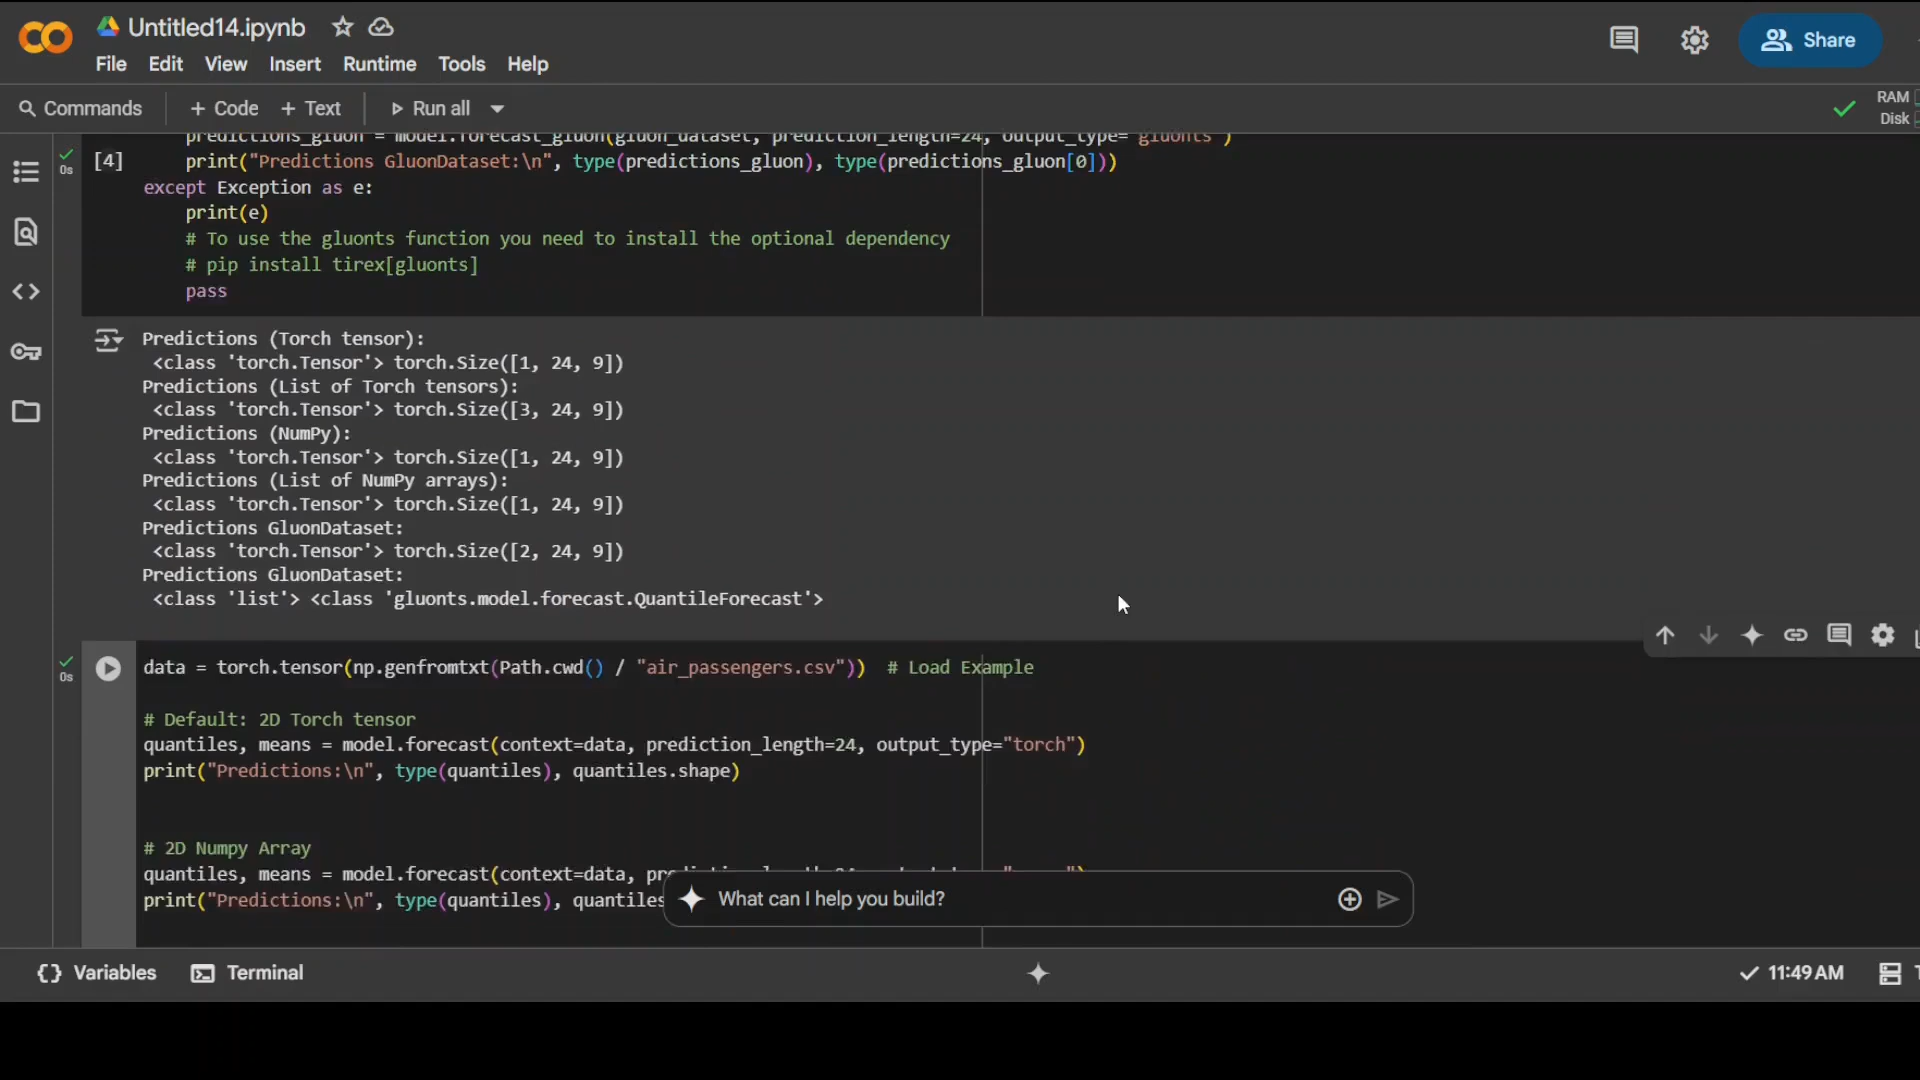 Untitled14.ipynb
File Edit View Insert Runtime Tools Help
Share
Commands + Code + Text Run all
RAM
Disk
predictions_gluon = model.forecast_gluon(gluon_dataset, prediction_length=24, output_type="gluonts")
[4] print("Predictions GluonDataset:\n", type(predictions_gluon), type(predictions_gluon[0]))
except Exception as e:
print(e)
# To use the gluonts function you need to install the optional dependency
# pip install tirex[gluonts]
pass
Predictions (Torch tensor):
<class 'torch.Tensor'> torch.Size([1, 24, 9])
Predictions (List of Torch tensors):
<class 'torch.Tensor'> torch.Size([3, 24, 9])
Predictions (NumPy):
<class 'torch.Tensor'> torch.Size([1, 24, 9])
Predictions (List of NumPy arrays):
<class 'torch.Tensor'> torch.Size([1, 24, 9])
Predictions GluonDataset:
<class 'torch.Tensor'> torch.Size([2, 24, 9])
Predictions GluonDataset:
<class 'list'> <class 'gluonts.model.forecast.QuantileForecast'>
0s
data = torch.tensor(np.genfromtxt(Path.cwd() / "air_passengers.csv")) # Load Example
0s
# Default: 2D Torch tensor
quantiles, means = model.forecast(context=data, prediction_length=24, output_type="torch")
print("Predictions:\n", type(quantiles), quantiles.shape)
# 2D Numpy Array
quantiles, means = model.forecast(context=data,
print("Predictions:\n", type(quantiles), quantiles
What can I help you build?
Variables Terminal
11:49 AM